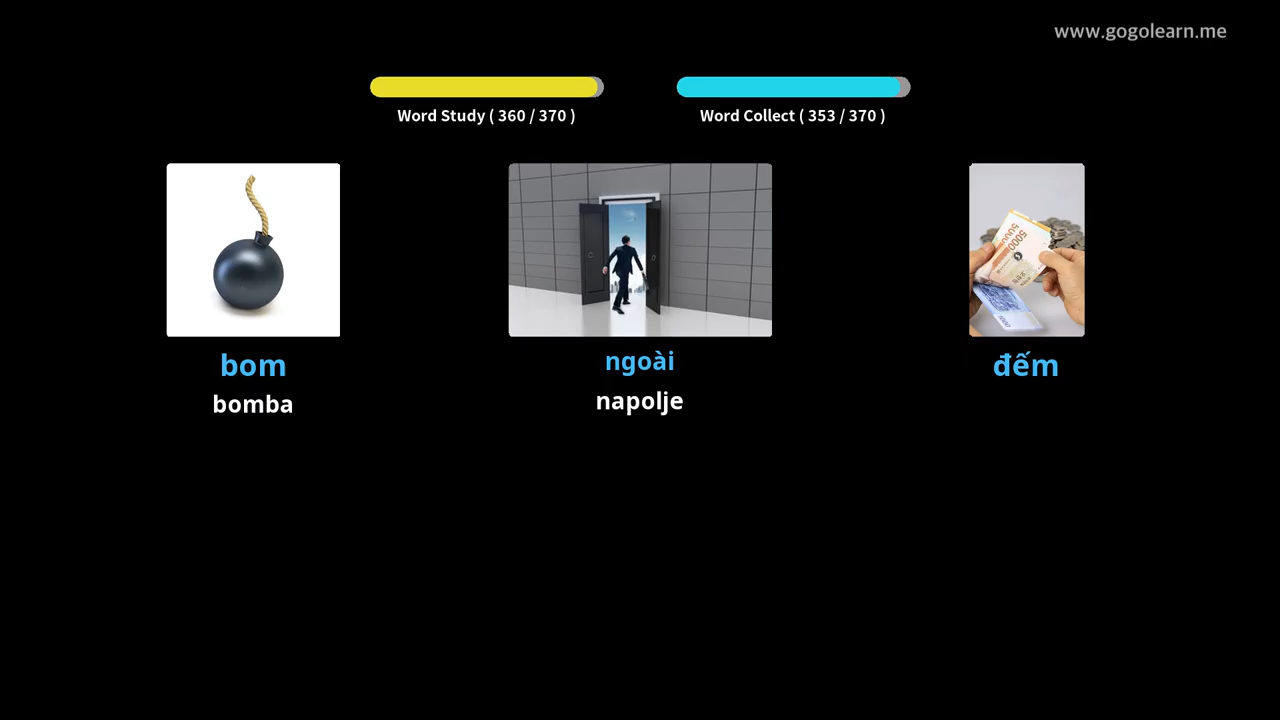 www.gogolearn.me
Word Study ( 360 / 370 )
Word Collect ( 353 / 370 )
bom
bomba
ngoài
napolje
đếm